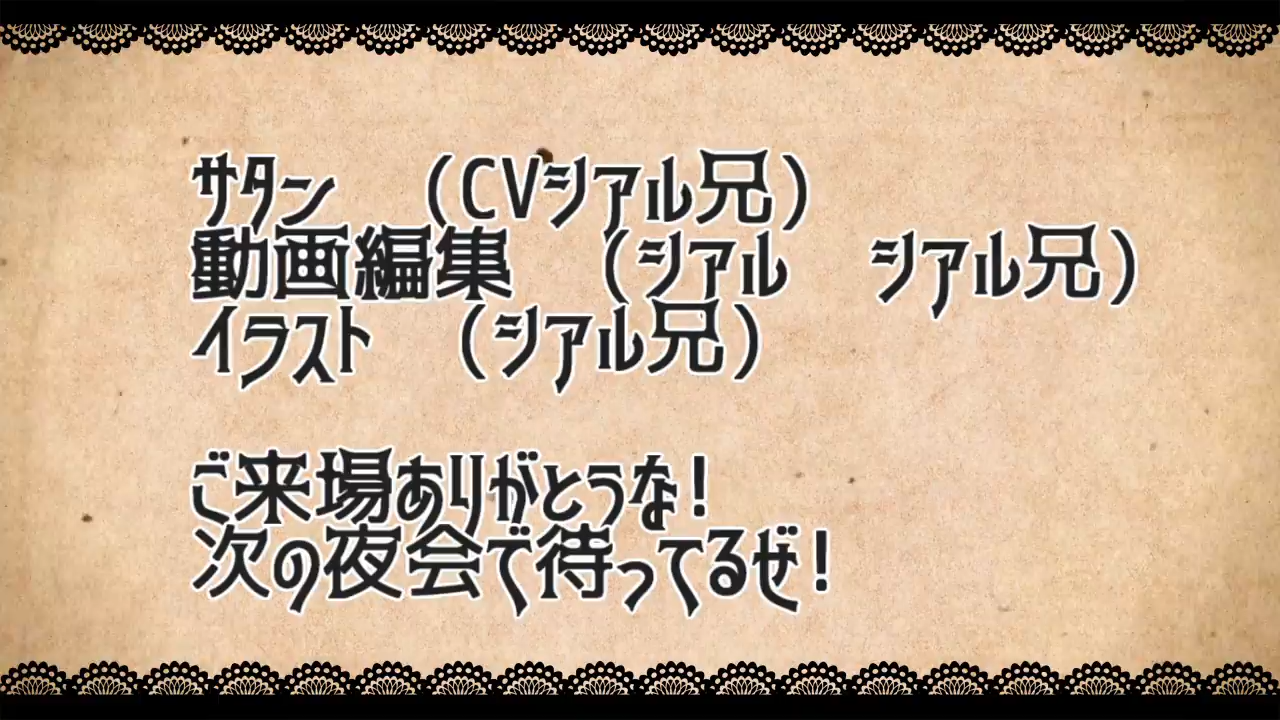 サタン　（CVシアル兄）
動画編集　（シアル　シアル兄）
イラスト　（シアル兄）
ご来場ありがとうな！
次の夜会で待ってるぜ！